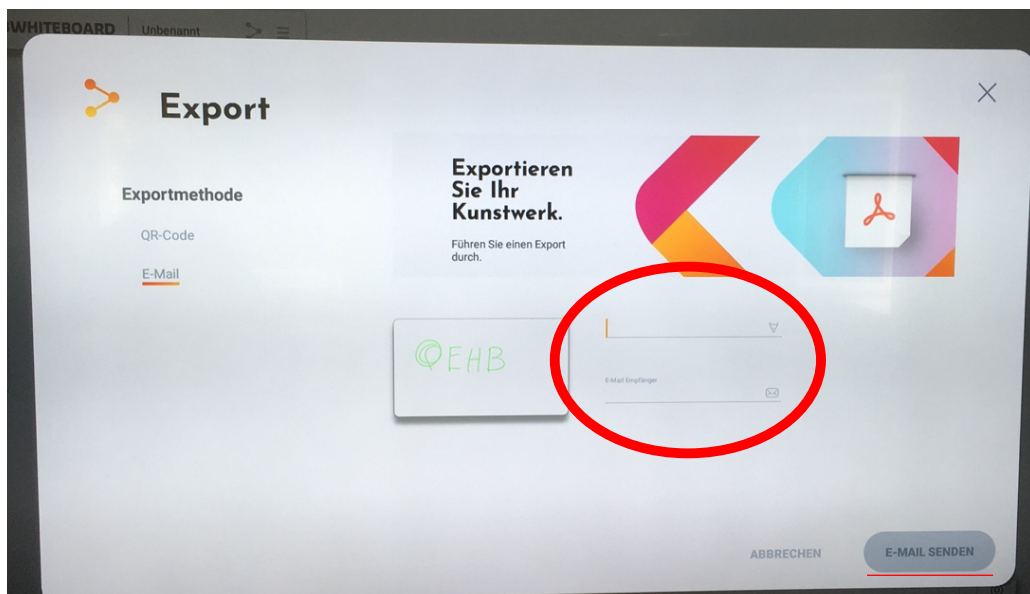 WHITEBOARD
Unbenannt
Export
Exportmethode
QR-Code
E-Mail
Exportieren
Sie Ihr
Kunstwerk.
Führen Sie einen Export
durch.
EHB
E-Mail Empfänger
ABBRECHEN
E-MAIL SENDEN